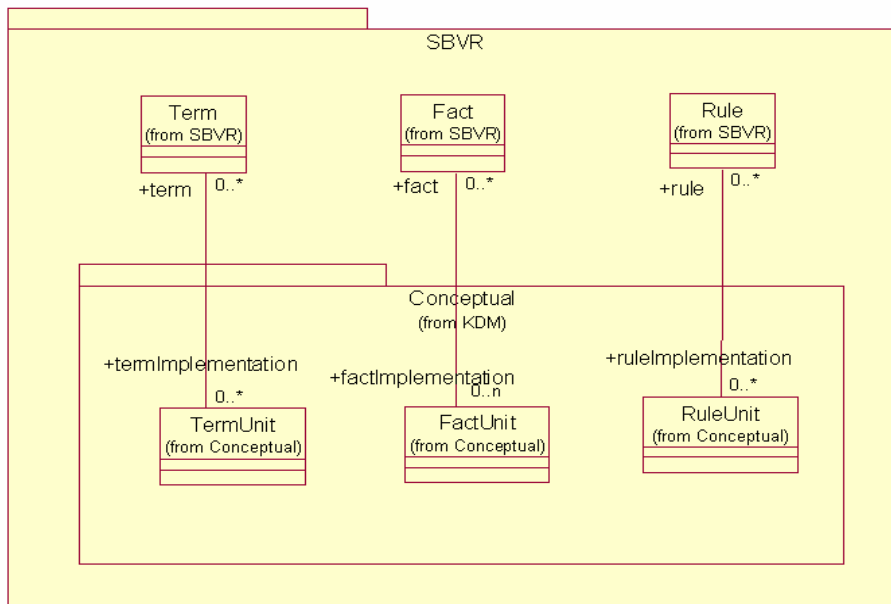 SBVR
Term
(from SBVR)
Fact
(from SBVR)
Rule
(from SBVR)
+term
0..*
+fact
0..*
+rule
0..*
Conceptual
(from KDM)
+termImplementation
0..*
+factImplementation
0..n
+ruleImplementation
0..*
TermUnit
(from Conceptual)
FactUnit
(from Conceptual)
RuleUnit
(from Conceptual)